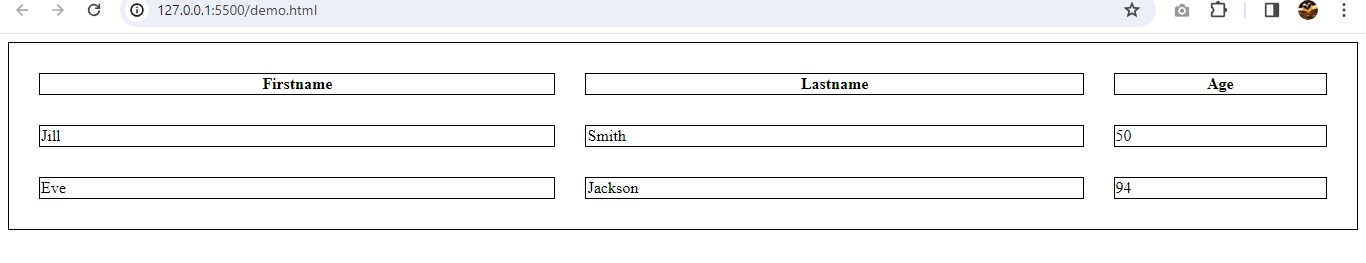 127.0.0.1:5500/demo.html
Firstname Lastname Age
Jill Smith 50
Eve Jackson 94